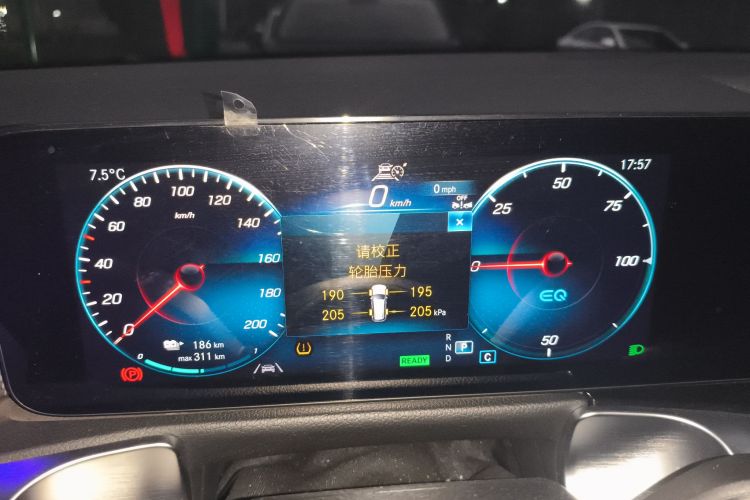 7.5°C
17:57
0 km/h
0 mph
OFF
km/h
0
20
40
60
80
100
120
140
160
180
200
请校正
轮胎压力
190
195
205
205 kPa
0
25
50
75
100
50
EQ
186 km
max 311 km
0
1
READY
R
N
D
P
C
P